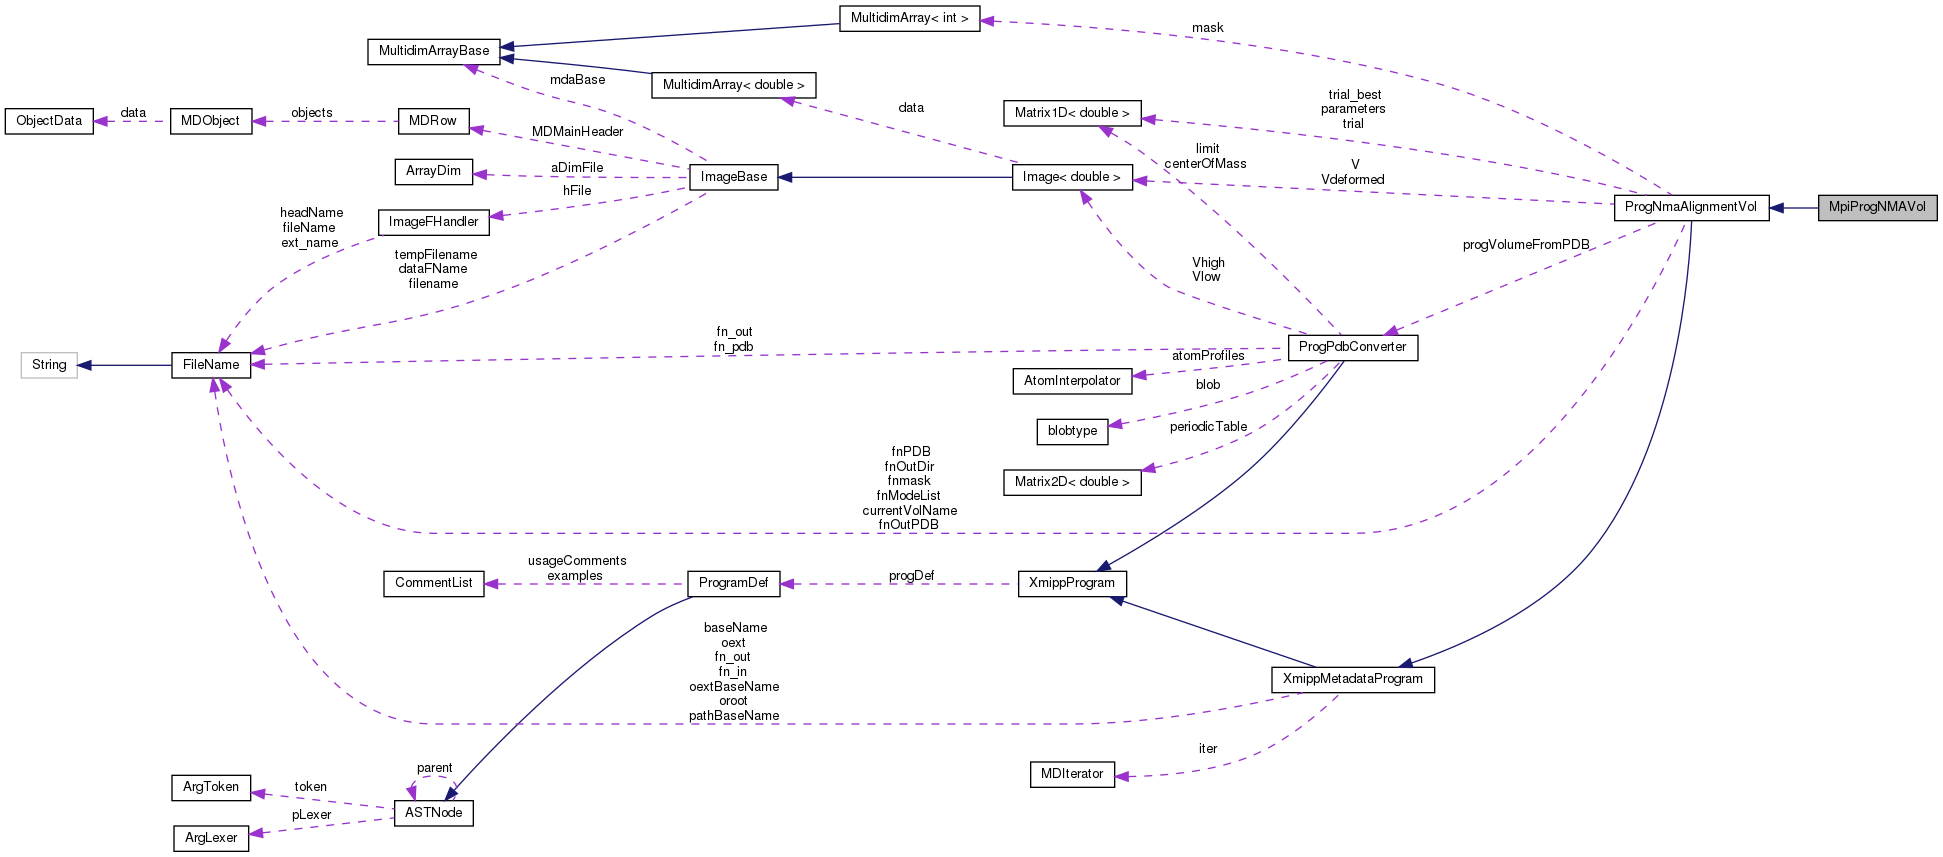 MultidimArray< int >
mask
MultidimArrayBase
mdaBase
MultidimArray< double >
data
trial_best
parameters
trial
ObjectData
data
MDObject
objects
MDRow
MDMainHeader
Matrix1D< double >
limit
centerOfMass
ArrayDim
aDimFile
ImageBase
Image< double >
V
Vdeformed
hFile
ProgNmaAlignmentVol
MpiProgNMAVol
headName
fileName
ext_name
ImageFHandler
tempFilename
dataFName
filename
Vhigh
Vlow
progVolumeFromPDB
fn_out
fn_pdb
ProgPdbConverter
String
FileName
atomProfiles
AtomInterpolator
blob
blobtype
periodicTable
Matrix2D< double >
fnPDB
fnOutDir
fnmask
fnModeList
currentVolName
fnOutPDB
CommentList
usageComments
examples
ProgramDef
progDef
XmippProgram
baseName
oext
fn_out
fn_in
oextBaseName
oroot
pathBaseName
XmippMetadataProgram
iter
MDIterator
parent
ArgToken
token
ASTNode
pLexer
ArgLexer